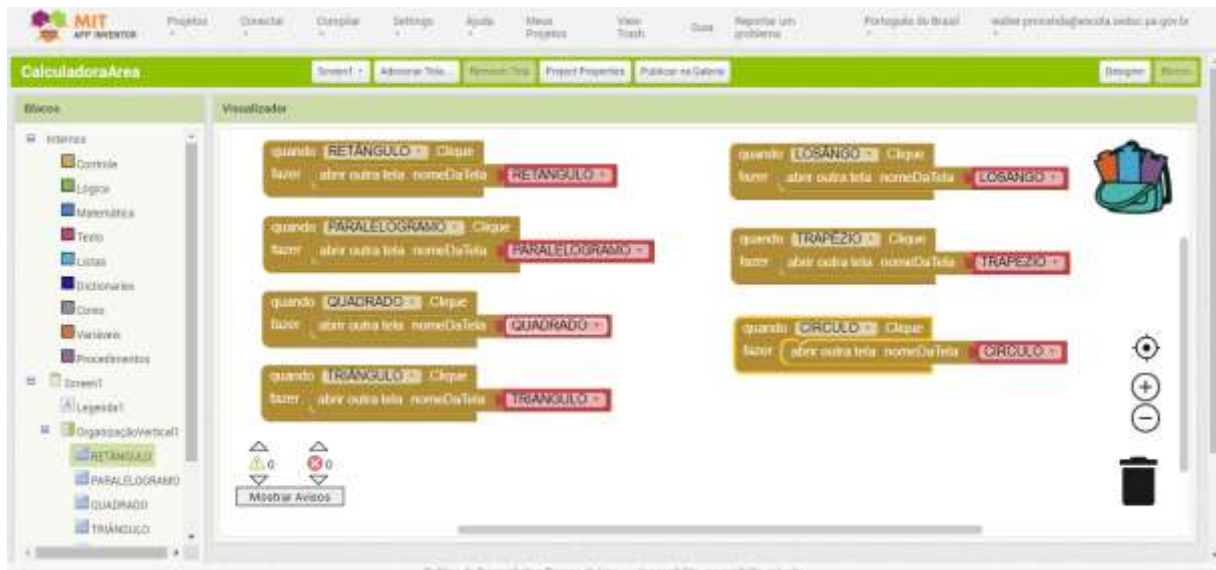 MIT
APP INVENTOR
Projetos
Conectar
Compilar
Settings
Ajuda
Meus
Projetos
View
Trash
Guia
Reportar um
problema
Português do Brasil
CalculadoraArea
Screen1
Adicionar Tela...
Remover Tela
Project Properties
Publicar na Galeria
Designer
Blocos
Blocos
Visualizador
Internos
Controle
Lógica
Matemática
Texto
Listas
Dictionaries
Cores
Variáveis
Procedimentos
Screen1
Legenda1
OrganizaçãoVertical1
RETÂNGULO
PARALELOGRAMO
QUADRADO
TRIÂNGULO
quando RETÂNGULO .Clique
fazer abrir outra tela nomeDaTela RETANGULO
quando PARALELOGRAMO .Clique
fazer abrir outra tela nomeDaTela PARALELOGRAMO
quando QUADRADO .Clique
fazer abrir outra tela nomeDaTela QUADRADO
quando TRIÂNGULO .Clique
fazer abrir outra tela nomeDaTela TRIANGULO
quando LOSÂNGO .Clique
fazer abrir outra tela nomeDaTela LOSANGO
quando TRAPÉZIO .Clique
fazer abrir outra tela nomeDaTela TRAPEZIO
quando CÍRCULO .Clique
fazer abrir outra tela nomeDaTela CIRCULO
0 0
Mostrar Avisos